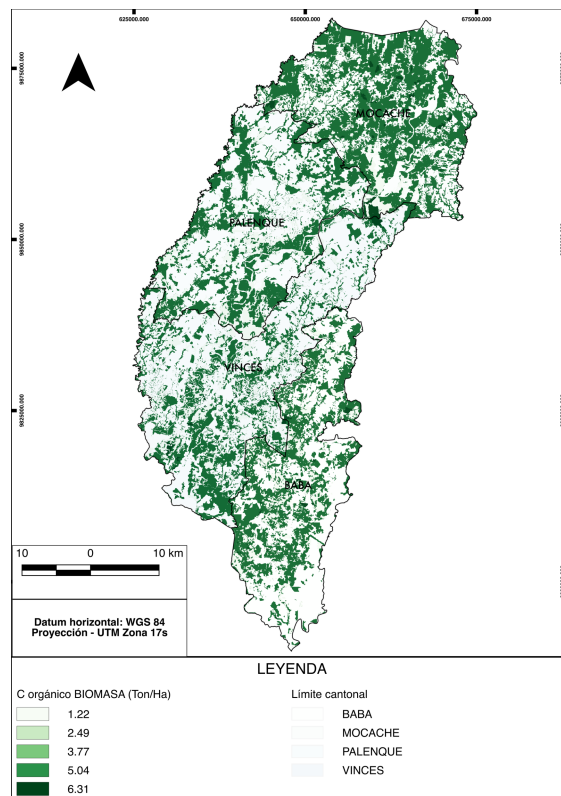 625000.000 650000.000 675000.000
9875000.000
MOCACHE
PALENQUE
9850000.000
VINCES
9825000.000
BABA
10 0 10 km
Datum horizontal: WGS 84
Proyección - UTM Zona 17s
LEYENDA
C orgánico BIOMASA (Ton/Ha)
1.22
2.49
3.77
5.04
6.31
Límite cantonal
BABA
MOCACHE
PALENQUE
VINCES